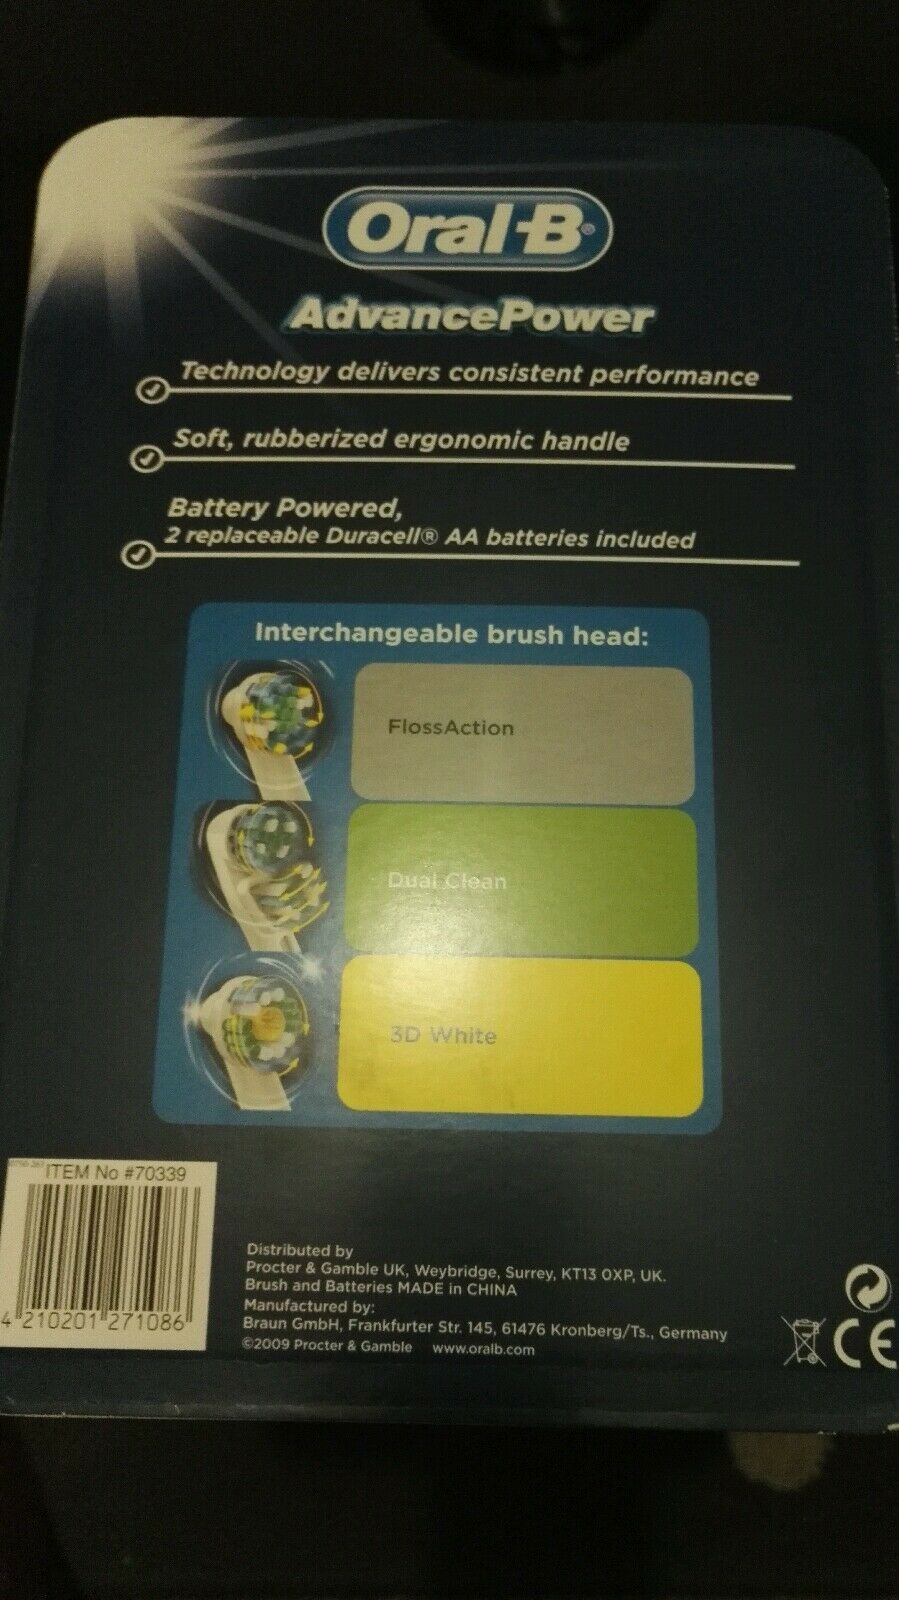 Oral-B®
AdvancePower
Technology delivers consistent performance
Soft, rubberized ergonomic handle
Battery Powered,
2 replaceable Duracell® AA batteries included
Interchangeable brush head:
FlossAction
Dual Clean
3D White
ITEM No #70339
4 210201 271086
Distributed by
Procter & Gamble UK, Weybridge, Surrey, KT13 0XP, UK.
Brush and Batteries MADE in CHINA
Manufactured by:
Braun GmbH, Frankfurter Str. 145, 61476 Kronberg/Ts., Germany
©2009 Procter & Gamble www.oralb.com
CE